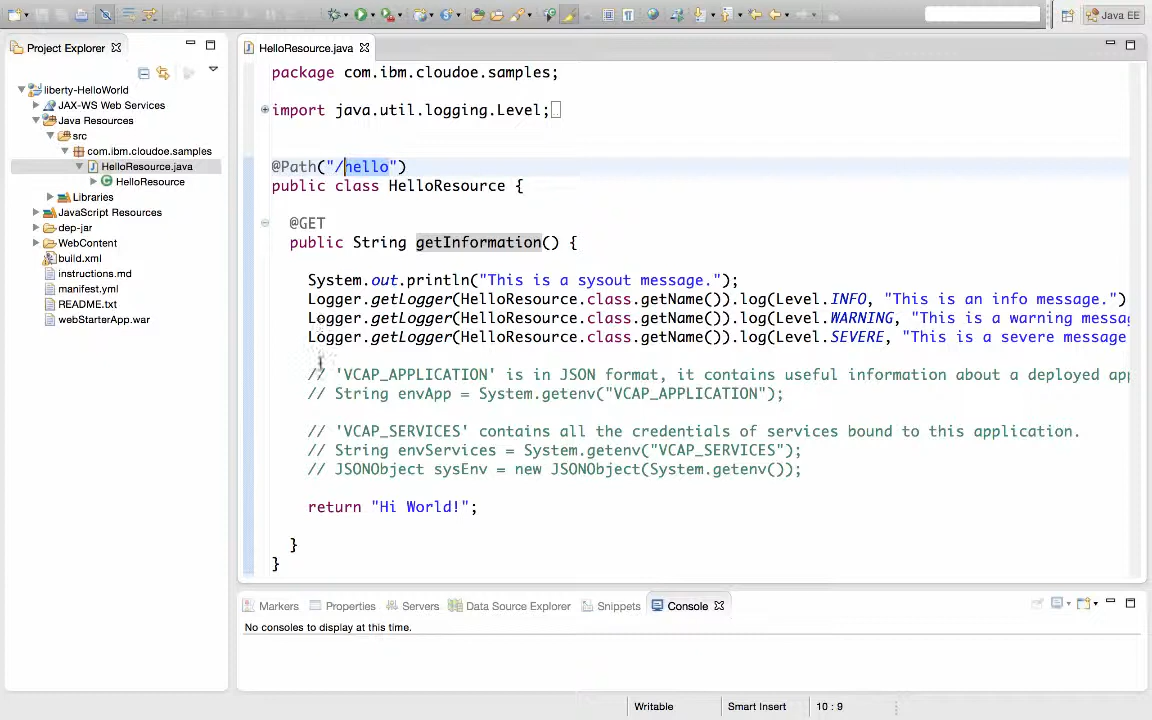 Java EE
Project Explorer
liberty-HelloWorld
JAX-WS Web Services
Java Resources
src
com.ibm.cloudoe.samples
HelloResource.java
HelloResource
Libraries
JavaScript Resources
dep-jar
WebContent
build.xml
instructions.md
manifest.yml
README.txt
webStarterApp.war
HelloResource.java
package com.ibm.cloudoe.samples;
import java.util.logging.Level;
@Path("/hello")
public class HelloResource {
@GET
public String getInformation() {
System.out.println("This is a sysout message.");
Logger.getLogger(HelloResource.class.getName()).log(Level.INFO, "This is an info message.")
Logger.getLogger(HelloResource.class.getName()).log(Level.WARNING, "This is a warning messag
Logger.getLogger(HelloResource.class.getName()).log(Level.SEVERE, "This is a severe message
// 'VCAP_APPLICATION' is in JSON format, it contains useful information about a deployed app
// String envApp = System.getenv("VCAP_APPLICATION");
// 'VCAP_SERVICES' contains all the credentials of services bound to this application.
// String envServices = System.getenv("VCAP_SERVICES");
// JSONObject sysEnv = new JSONObject(System.getenv());
return "Hi World!";
}
}
Markers Properties Servers Data Source Explorer Snippets Console
No consoles to display at this time.
Writable Smart Insert 10 : 9